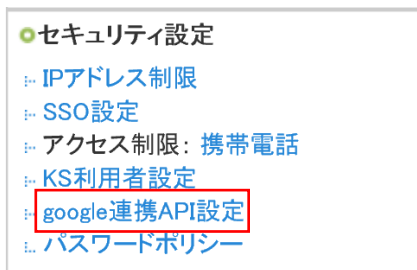 セキュリティ設定
IPアドレス制限
SSO設定
アクセス制限: 携帯電話
KS利用者設定
google連携API設定
パスワードポリシー